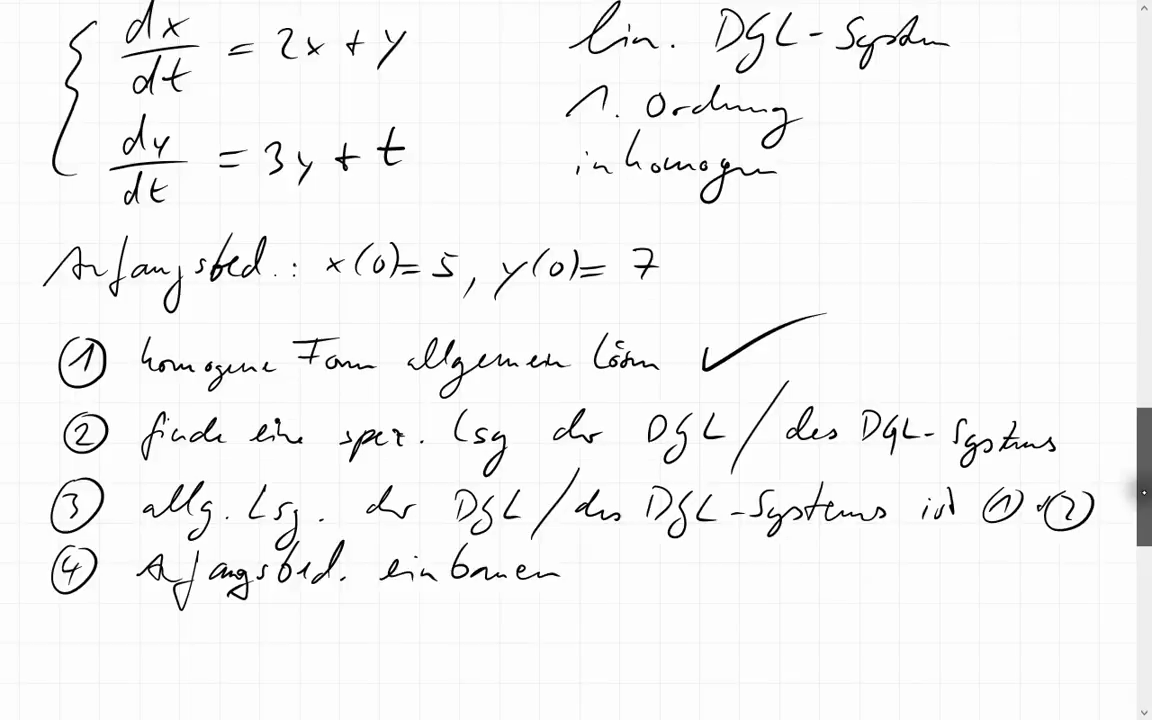 dx/dt = 2x + y
lin. DGL-System
1. Ordnung
dy/dt = 3y + t
inhomogen
Anfangsbed.: x(0)= 5, y(0)= 7
① homogene Form allgemein lösen ✓
② finde eine spez. Lsg der DGL / des DGL-Systems
③ allg. Lsg. der DGL / des DGL-Systems ist ① + ②
④ Anfangsbed. einbauen